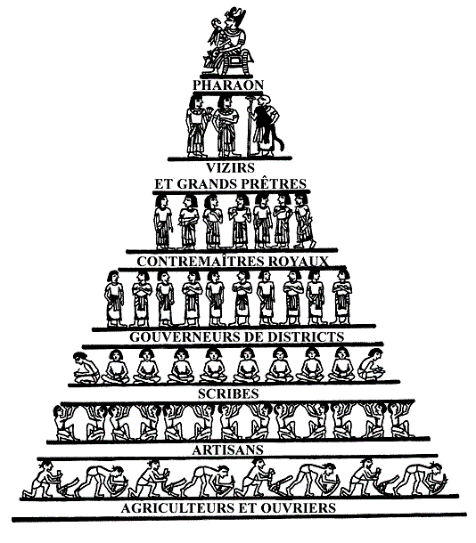 PHARAON
VIZIRS
ET GRANDS PRÊTRES
CONTREMAÎTRES ROYAUX
GOUVERNEURS DE DISTRICTS
SCRIBES
ARTISANS
AGRICULTEURS ET OUVRIERS